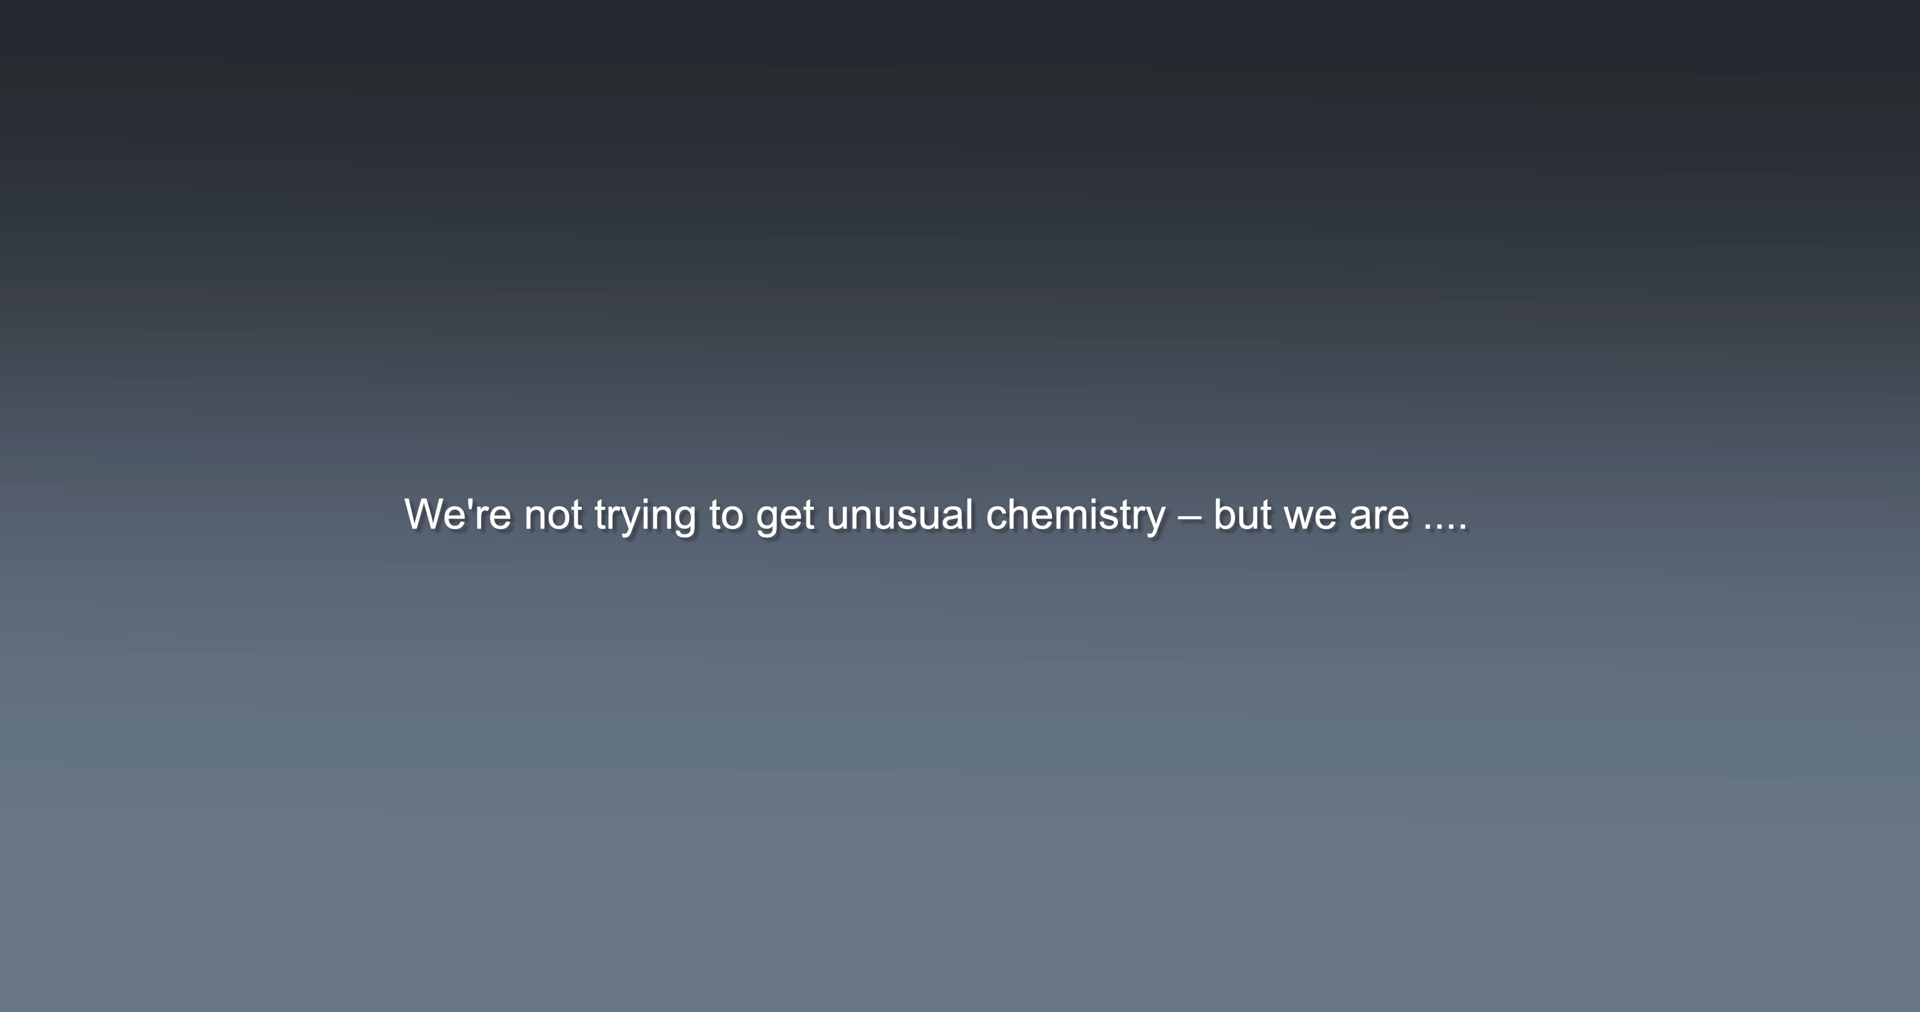 We're not trying to get unusual chemistry – but we are ....